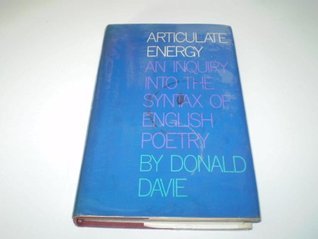 ARTICULATE
ENERGY
AN INQUIRY
INTO THE
SYNTAX OF
ENGLISH
POETRY
BY DONALD
DAVIE